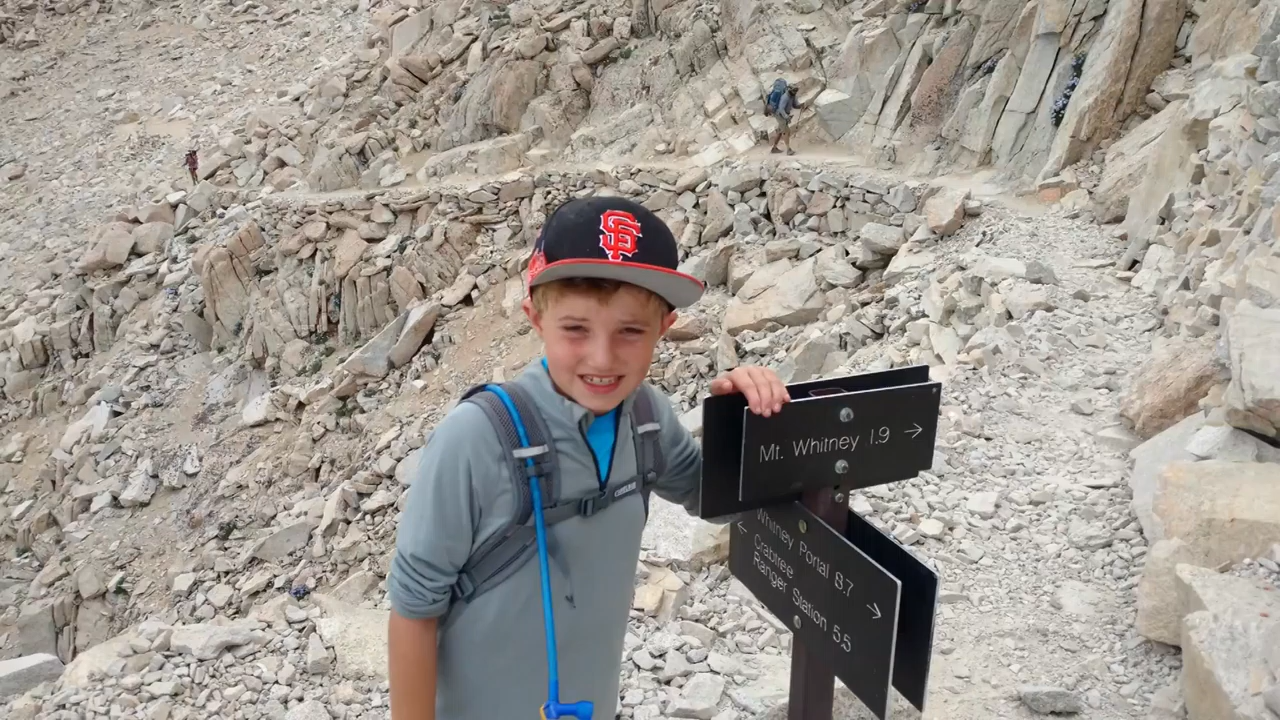 SF
Mt. Whitney 1.9 →
Whitney Portal 8.7 →
← Crabtree
Ranger Station 5.5